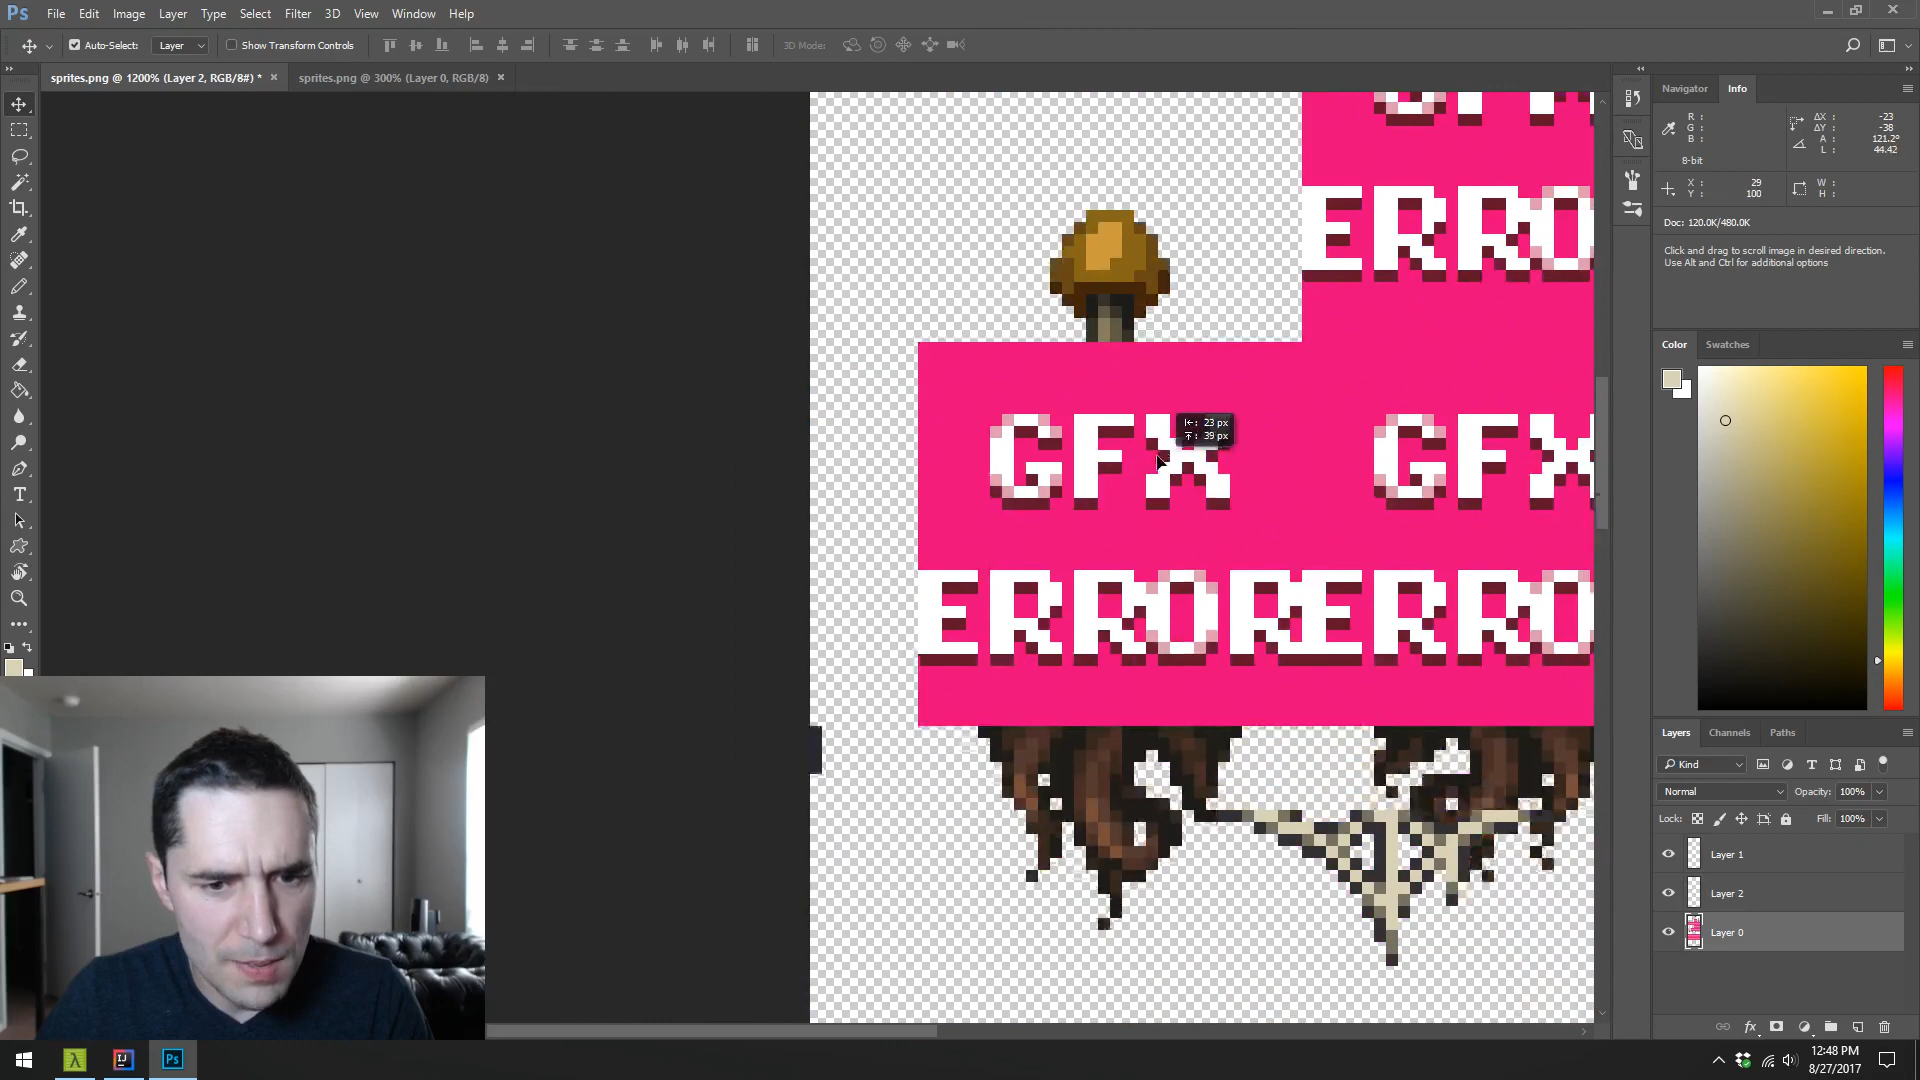 Ps File Edit Image Layer Type Select Filter 3D View Window Help
Auto-Select: Layer Show Transform Controls 3D Mode:
sprites.png @ 1200% (Layer 2, RGB/8#) * × sprites.png @ 300% (Layer 0, RGB/8) ×
Navigator Info
R :
G :
B :
8-bit
ΔX : -23
ΔY : -38
A : 121.2°
L : 44.42
X : 29
Y : 100
W :
H :
Doc: 120.0K/480.0K
Click and drag to scroll image in desired direction.
Use Alt and Ctrl for additional options
Color Swatches
ERRO
GFX GFX
23 px
39 px
ERRORERRO
Layers Channels Paths
Kind
Normal Opacity: 100%
Lock: Fill: 100%
Layer 1
Layer 2
Layer 0
λ IJ Ps
12:48 PM
8/27/2017